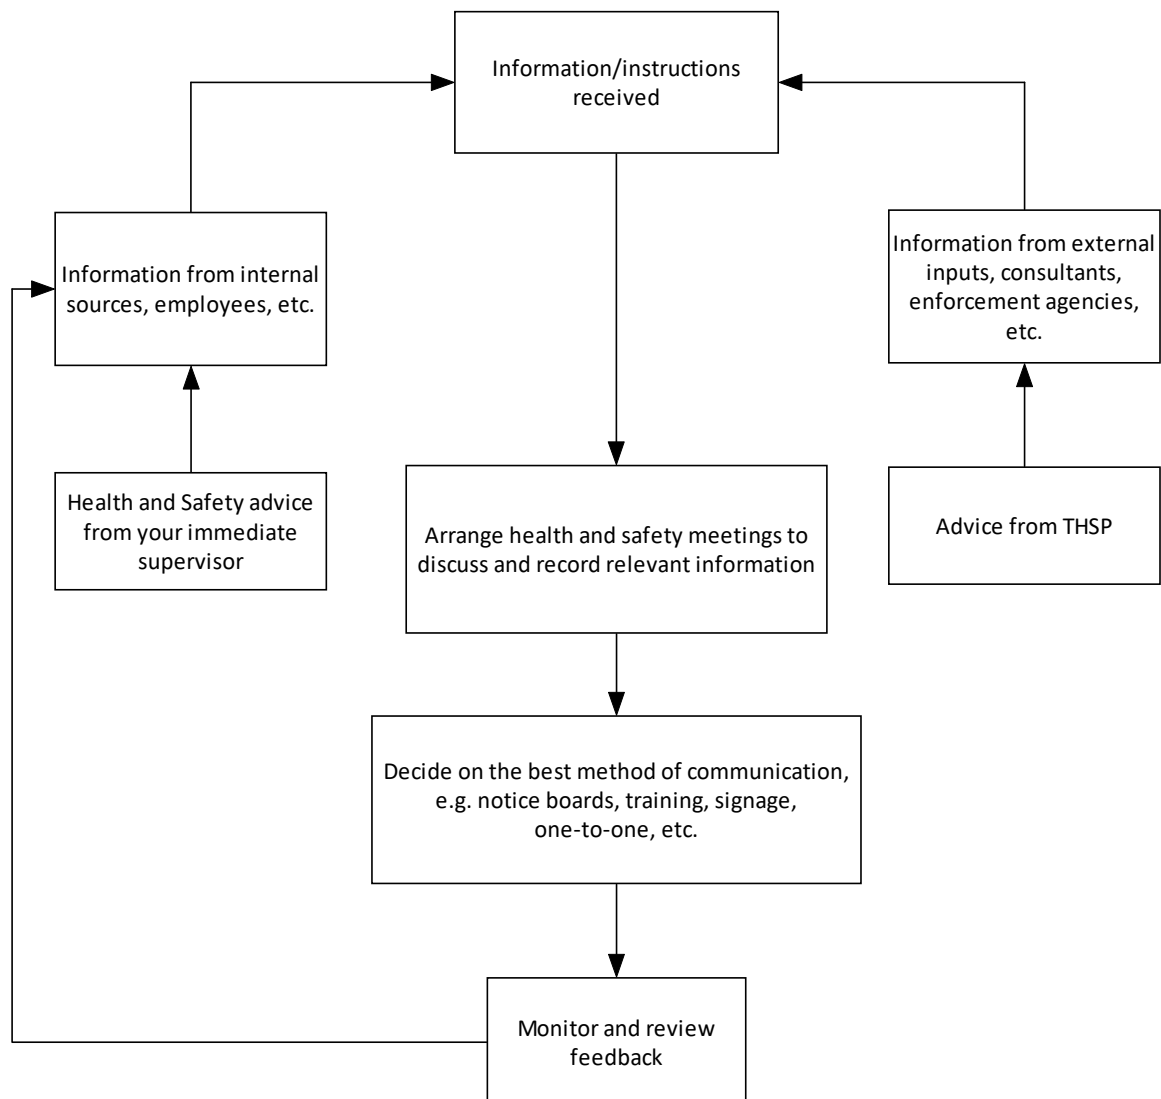 Information/instructions
received
Information from internal
sources, employees, etc.
Information from external
inputs, consultants,
enforcement agencies,
etc.
Health and Safety advice
from your immediate
supervisor
Arrange health and safety meetings to
discuss and record relevant information
Advice from THSP
Decide on the best method of communication,
e.g. notice boards, training, signage,
one-to-one, etc.
Monitor and review
feedback